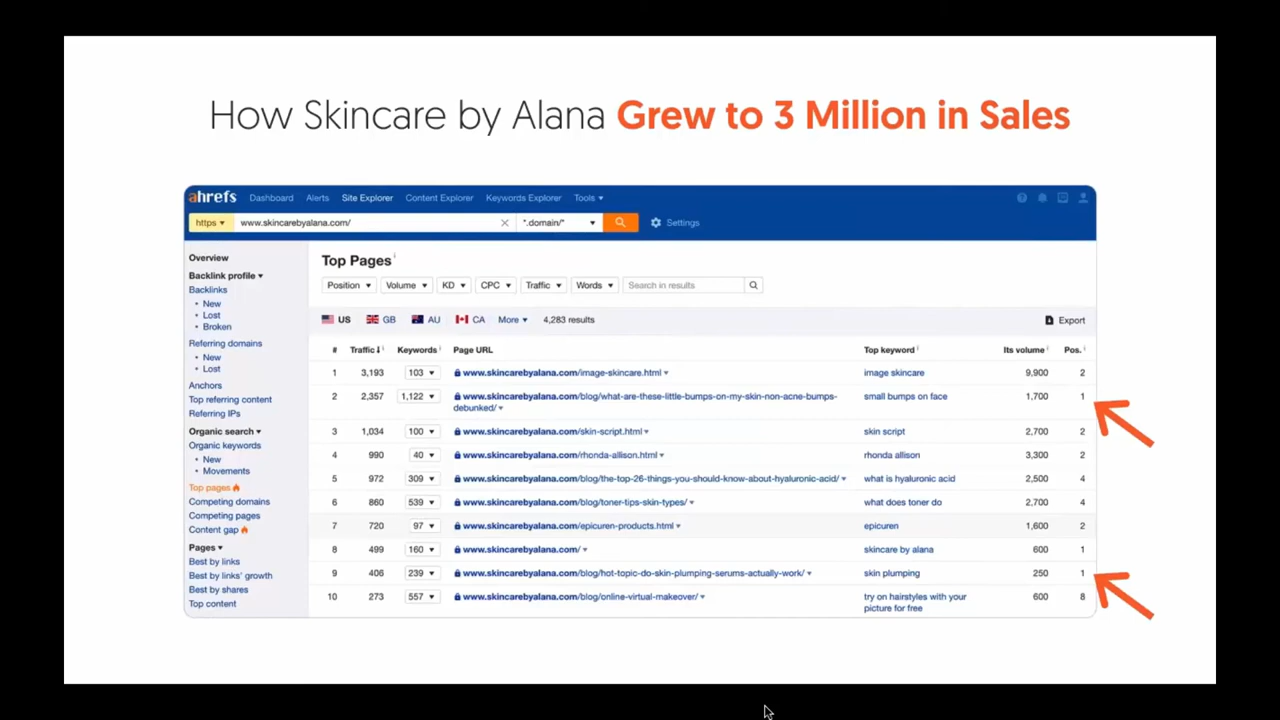 How Skincare by Alana Grew to 3 Million in Sales
ahrefs Dashboard Alerts Site Explorer Content Explorer Keywords Explorer Tools
https www.skincarebyalana.com/ *.domain/* Settings
Overview
Backlink profile
Backlinks
New
Lost
Broken
Referring domains
New
Lost
Anchors
Top referring content
Referring IPs
Organic search
Organic keywords
New
Movements
Top pages
Competing domains
Competing pages
Content gap
Pages
Best by links
Best by links' growth
Best by shares
Top content
Top Pages
Position Volume KD CPC Traffic Words Search in results
US GB AU CA More 4,283 results Export
# Traffic Keywords Page URL Top keyword Its volume Pos.
1 3,193 103 www.skincarebyalana.com/image-skincare.html image skincare 9,900 2
2 2,357 1,122 www.skincarebyalana.com/blog/what-are-these-little-bumps-on-my-skin-non-acne-bumps- small bumps on face 1,700 1
debunked/
3 1,034 100 www.skincarebyalana.com/skin-script.html skin script 2,700 2
4 990 40 www.skincarebyalana.com/rhonda-allison.html rhonda allison 3,300 2
5 972 309 www.skincarebyalana.com/blog/the-top-26-things-you-should-know-about-hyaluronic-acid/ what is hyaluronic acid 2,500 4
6 860 539 www.skincarebyalana.com/blog/toner-tips-skin-types/ what does toner do 2,700 4
7 720 97 www.skincarebyalana.com/epicuren-products.html epicuren 1,600 2
8 499 160 www.skincarebyalana.com/ skincare by alana 600 1
9 406 239 www.skincarebyalana.com/blog/hot-topic-do-skin-plumping-serums-actually-work/ skin plumping 250 1
10 273 557 www.skincarebyalana.com/blog/online-virtual-makeover/ try on hairstyles with your 600 8
picture for free